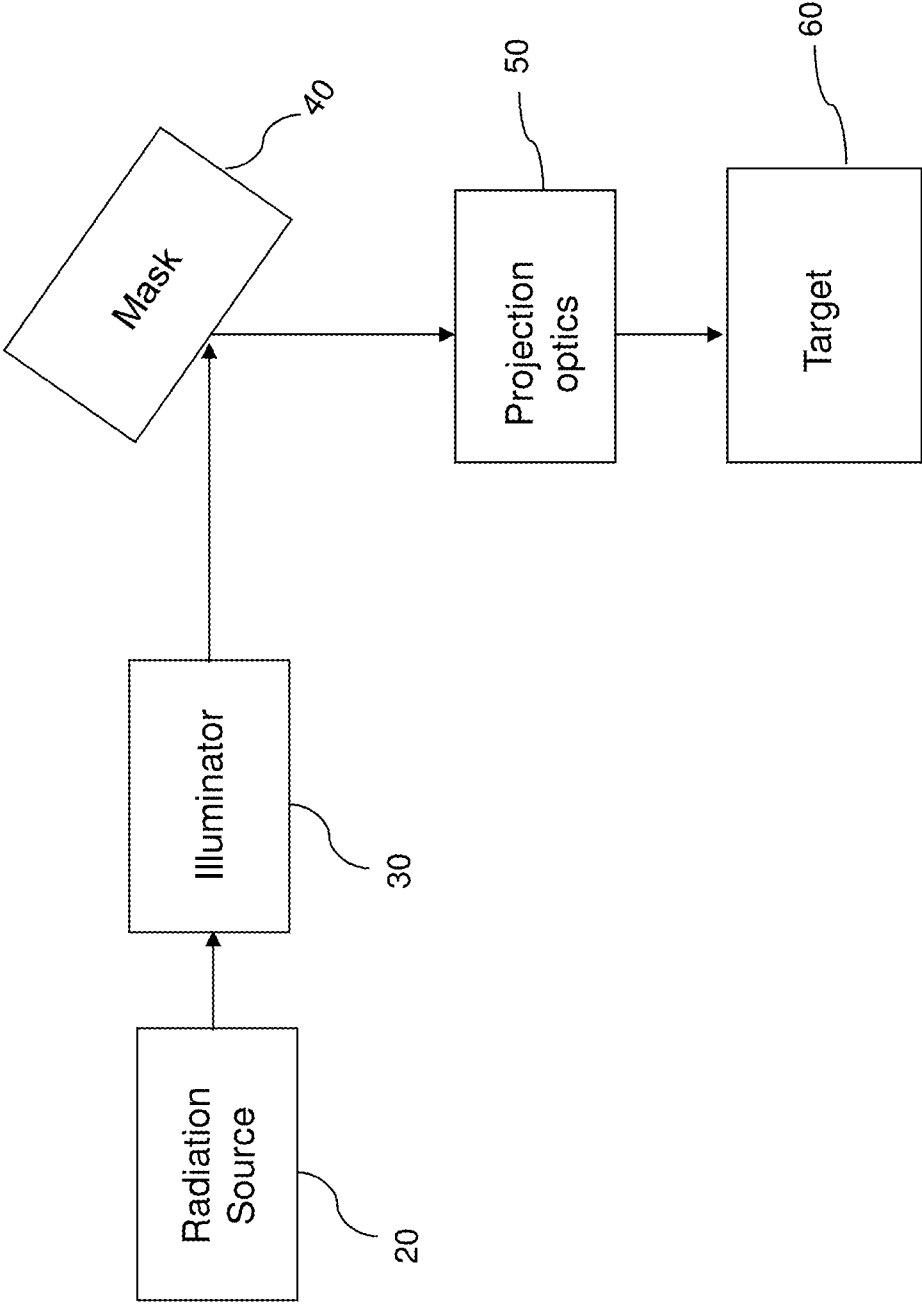 Radiation
Source
20
Illuminator
30
Mask
40
Projection
optics
50
Target
60